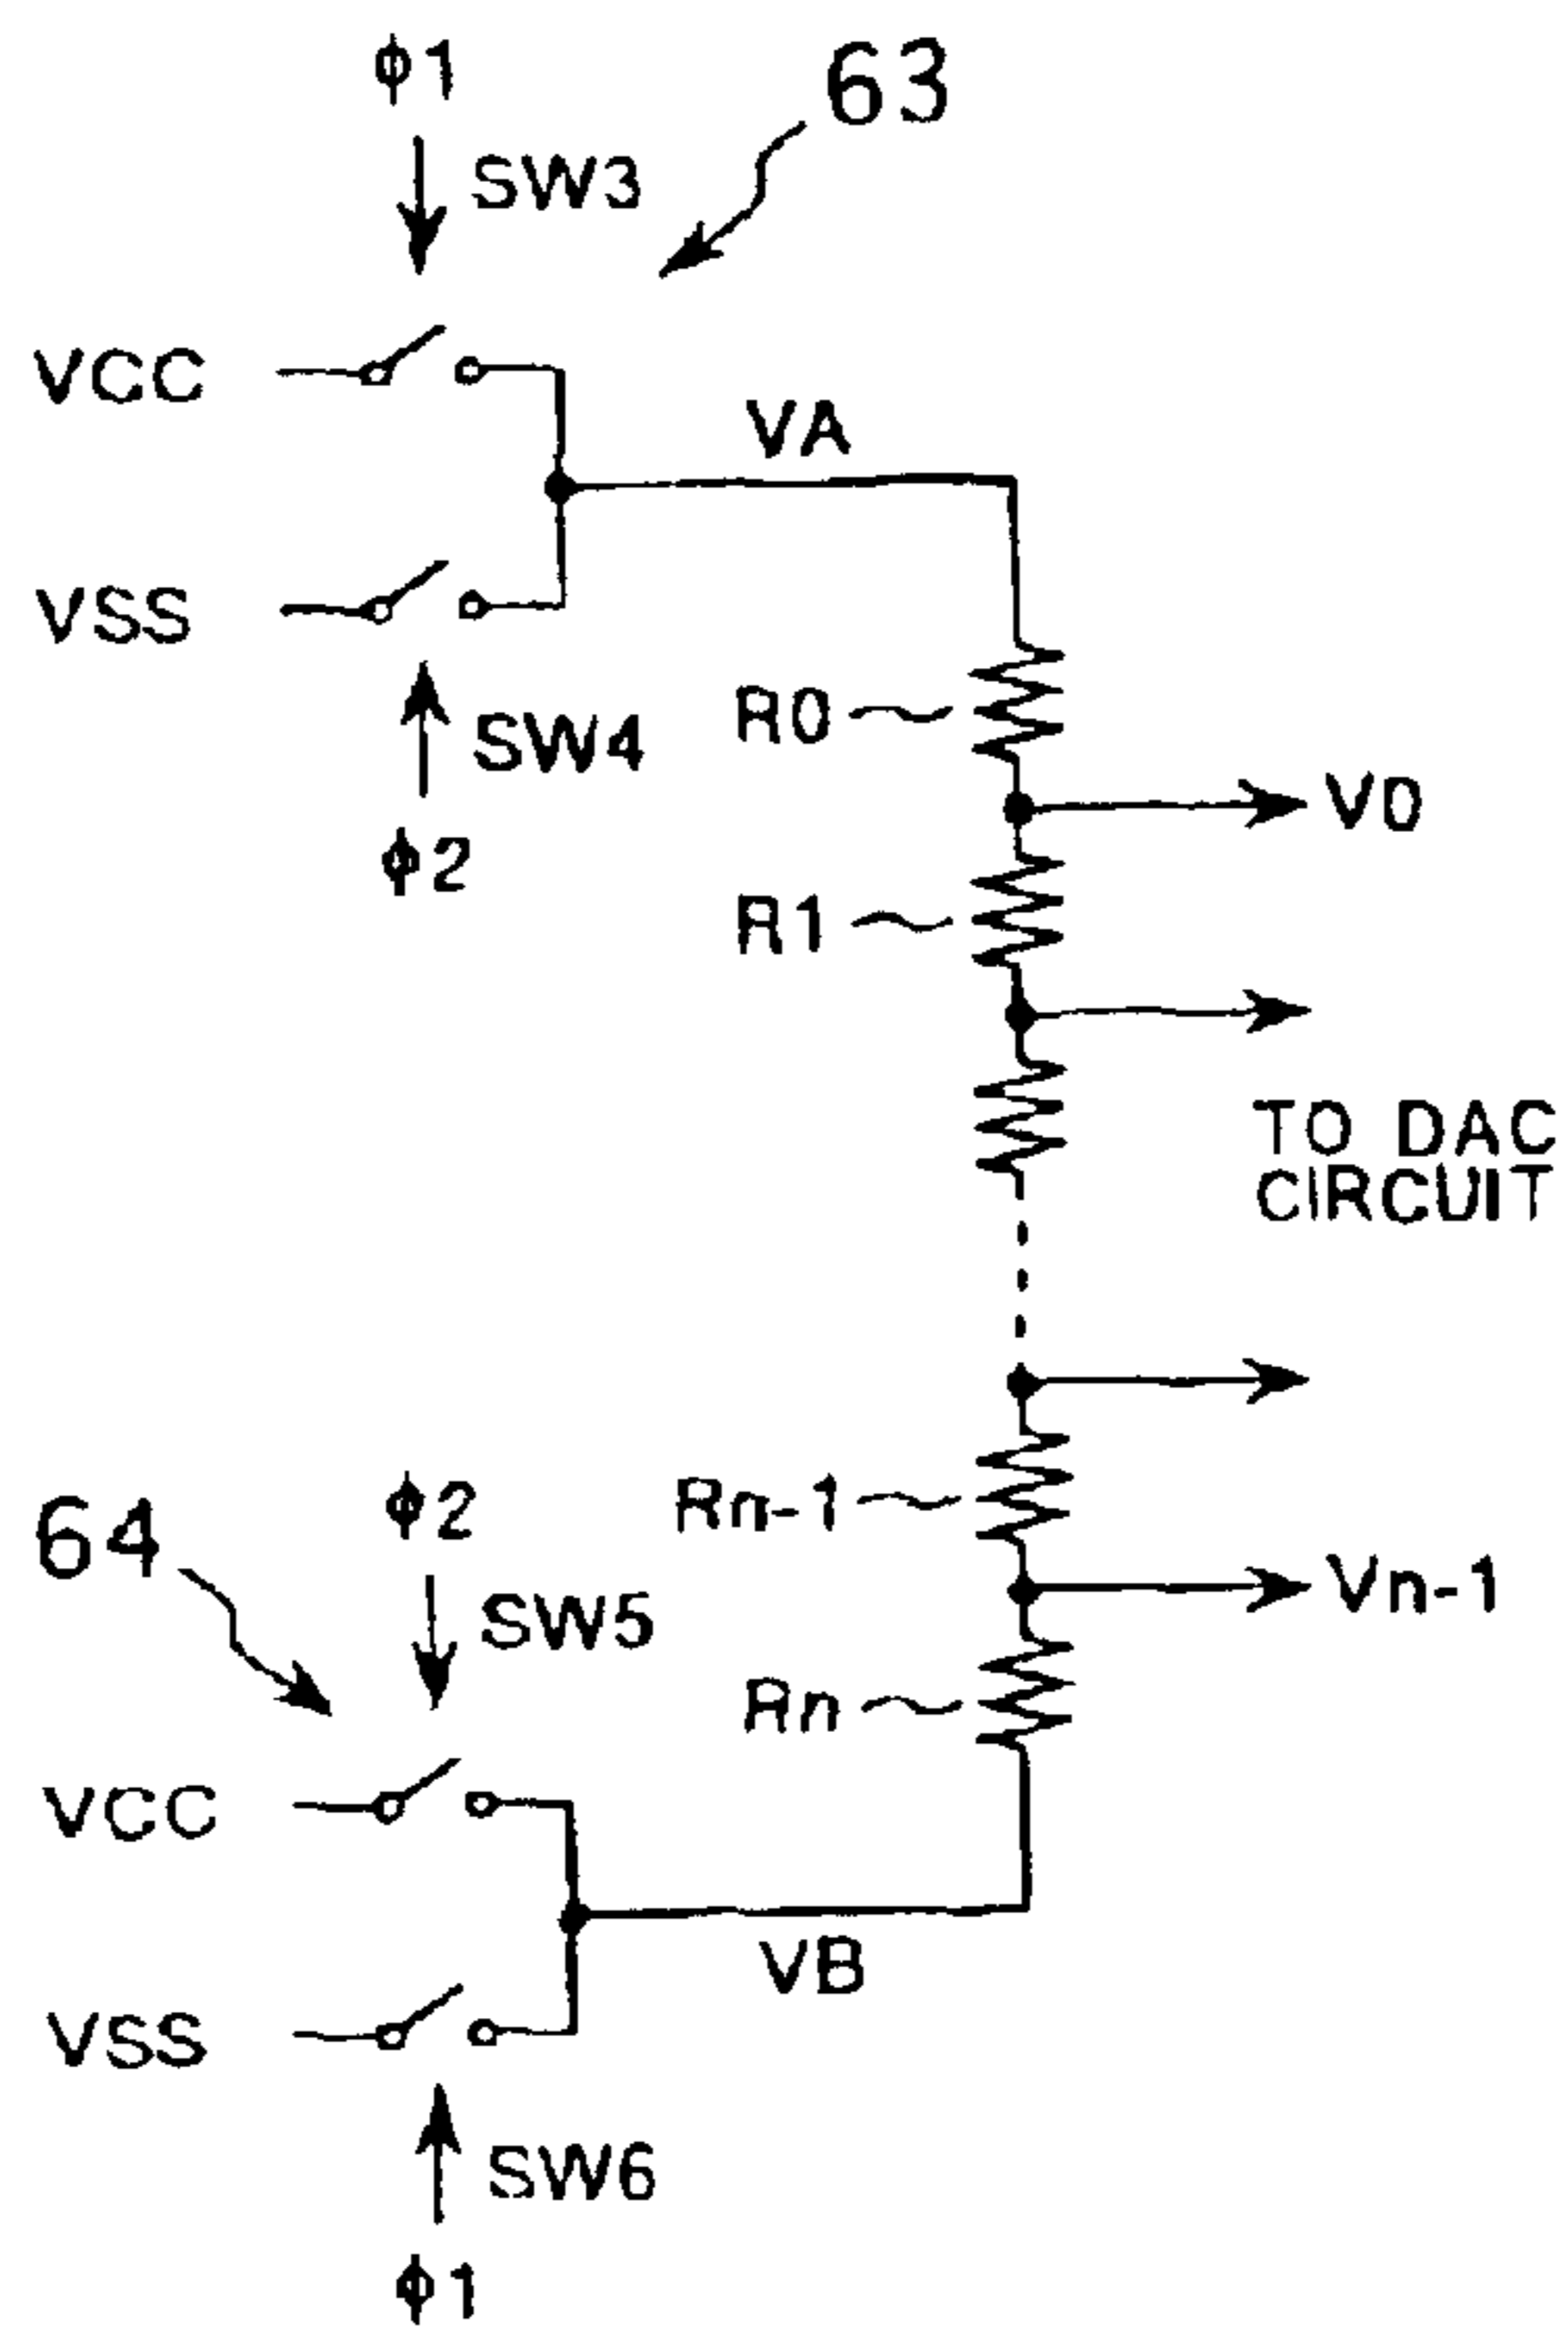 ϕ1
63
SW3
VCC
VA
VSS
R0
SW4
V0
ϕ2
R1
TO DAC
CIRCUIT
ϕ2
Rn-1
64
SW5
Vn-1
Rn
VCC
VB
VSS
SW6
ϕ1